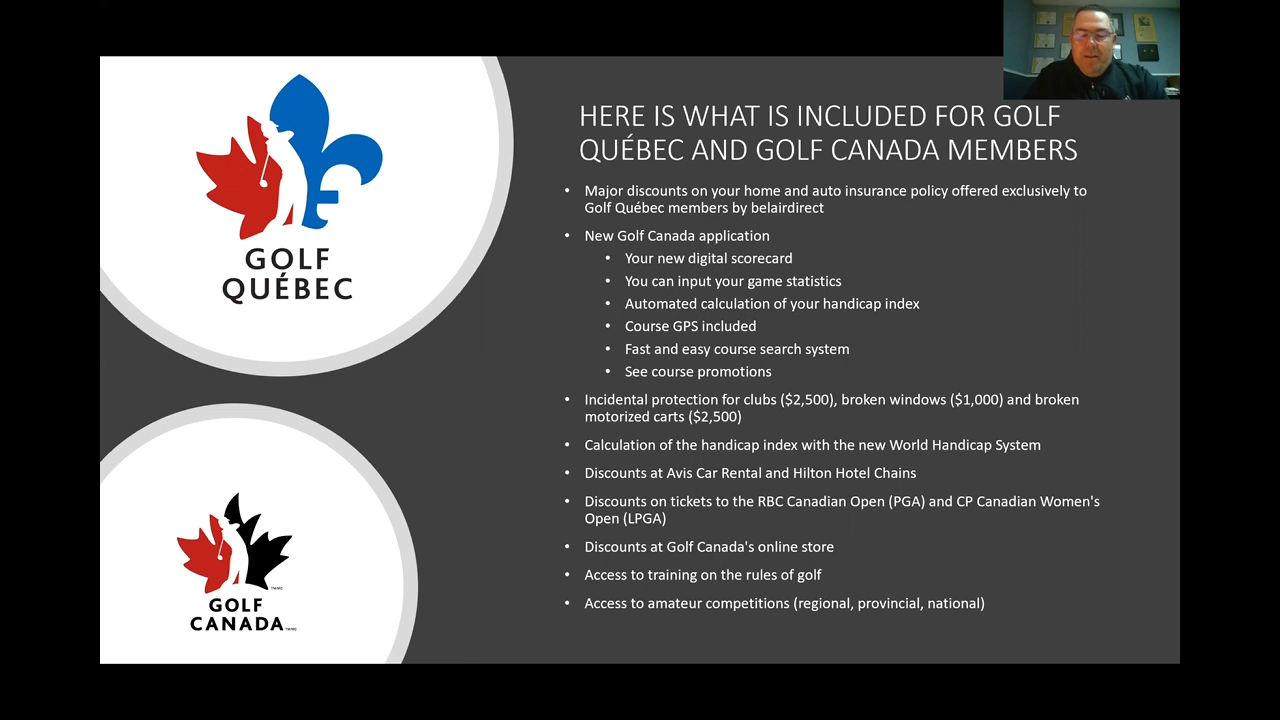 GOLF
QUÉBEC
GOLF
CANADA
HERE IS WHAT IS INCLUDED FOR GOLF
QUÉBEC AND GOLF CANADA MEMBERS
• Major discounts on your home and auto insurance policy offered exclusively to
Golf Québec members by belairdirect
• New Golf Canada application
• Your new digital scorecard
• You can input your game statistics
• Automated calculation of your handicap index
• Course GPS included
• Fast and easy course search system
• See course promotions
• Incidental protection for clubs ($2,500), broken windows ($1,000) and broken
motorized carts ($2,500)
• Calculation of the handicap index with the new World Handicap System
• Discounts at Avis Car Rental and Hilton Hotel Chains
• Discounts on tickets to the RBC Canadian Open (PGA) and CP Canadian Women's
Open (LPGA)
• Discounts at Golf Canada's online store
• Access to training on the rules of golf
• Access to amateur competitions (regional, provincial, national)